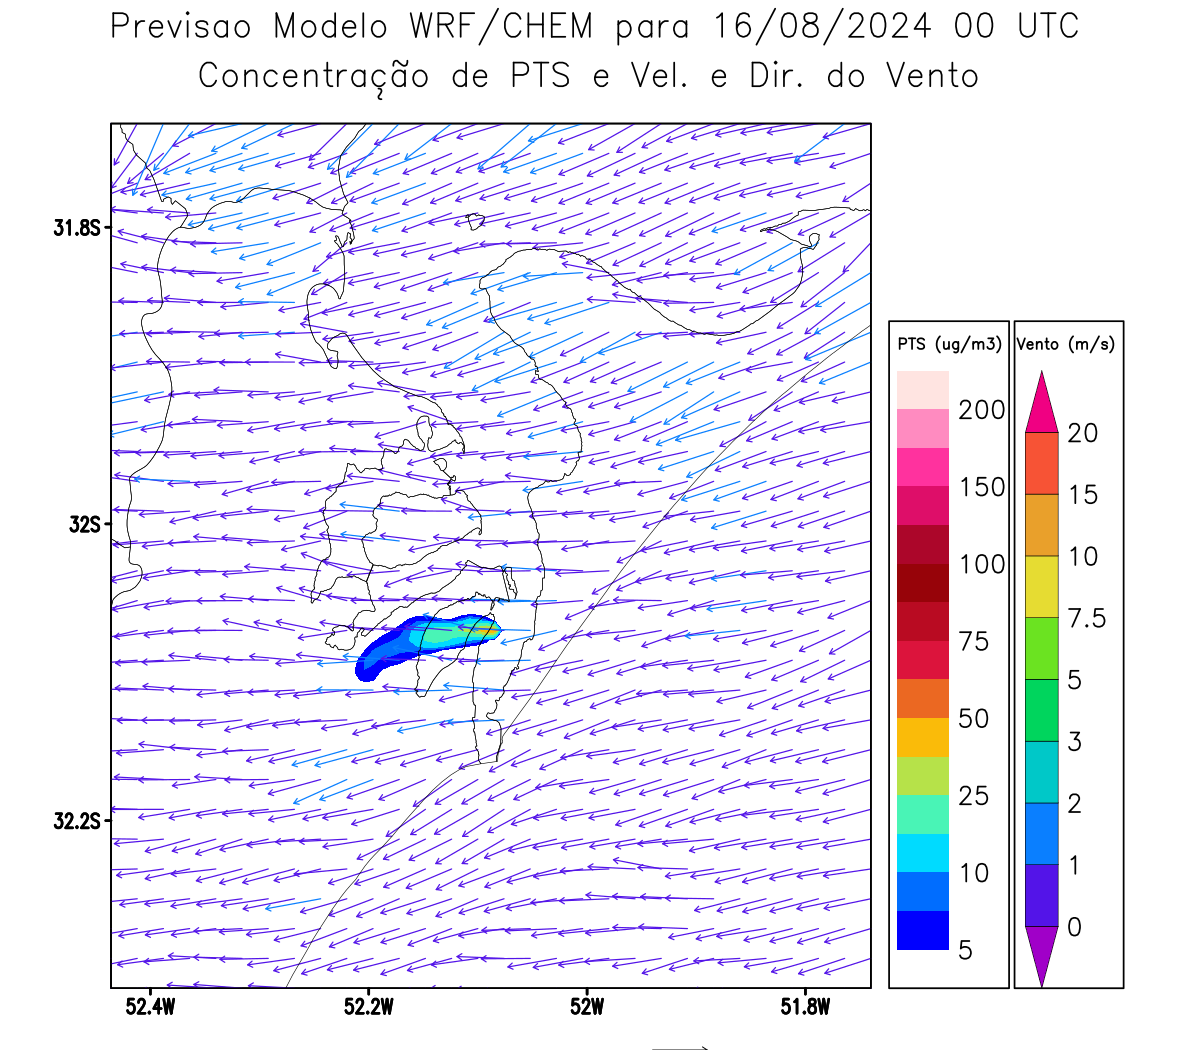 Previsao Modelo WRF/CHEM para 16/08/2024 00 UTC
Concentração de PTS e Vel. e Dir. do Vento
31.8S
32S
32.2S
52.4W 52.2W 52W 51.8W
PTS (ug/m3)
200
150
100
75
50
25
10
5
Vento (m/s)
20
15
10
7.5
5
3
2
1
0